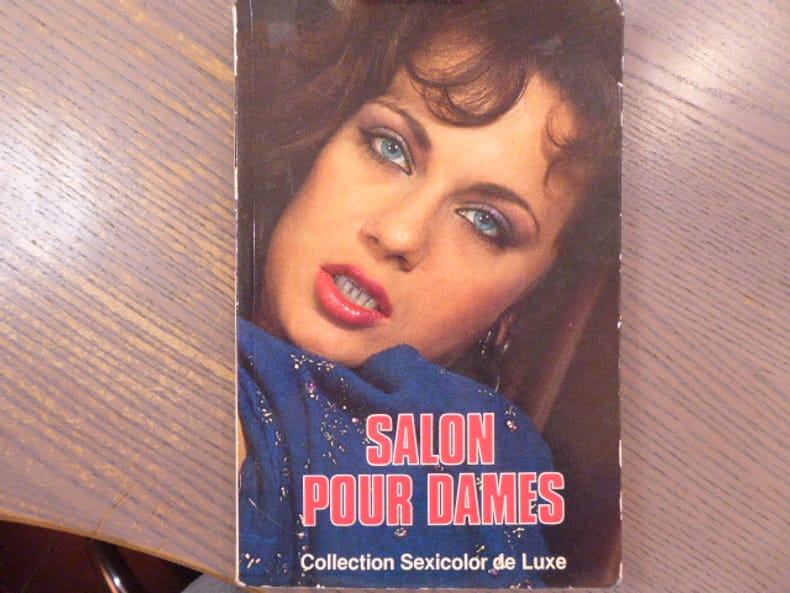 SALON
POUR DAMES
Collection Sexicolor de Luxe